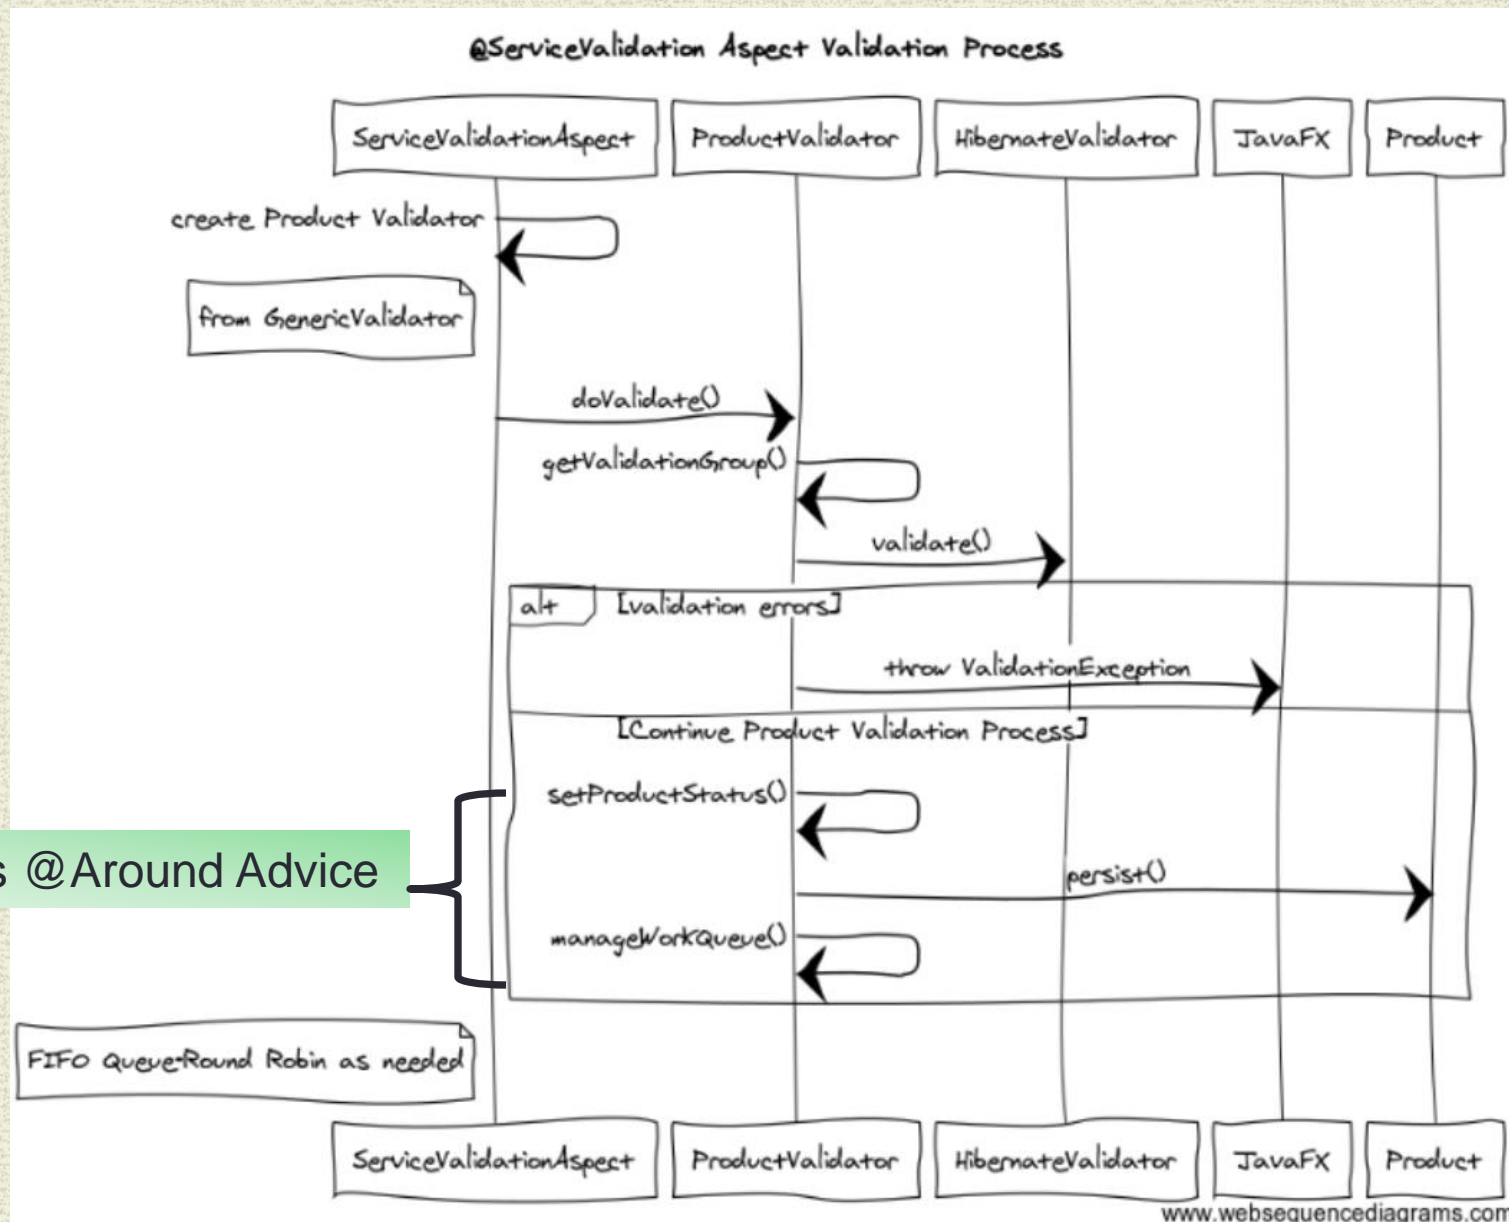 @ServiceValidation Aspect Validation Process
ServiceValidationAspect
ProductValidator
HibernateValidator
JavaFX
Product
create Product Validator
from GenericValidator
doValidate()
getValidationGroup()
validate()
alt
[validation errors]
throw ValidationException
[Continue Product Validation Process]
setProductStatus()
s @Around Advice
persist()
manageWorkQueue()
FIFO Queue-Round Robin as needed
ServiceValidationAspect
ProductValidator
HibernateValidator
JavaFX
Product
www.websequencediagrams.com